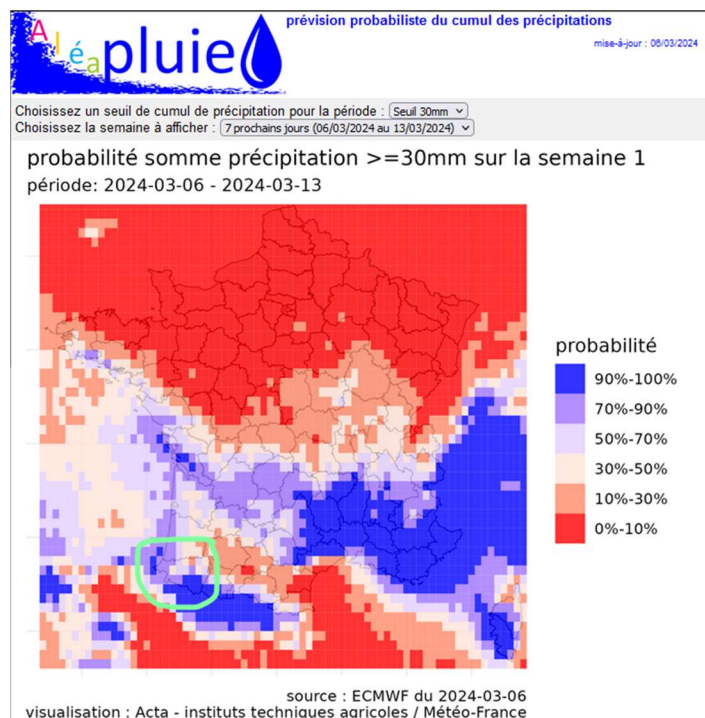 Aléa
pluie
prévision probabiliste du cumul des précipitations
mise-à-jour : 06/03/2024
Choisissez un seuil de cumul de précipitation pour la période : Seuil 30mm
Choisissez la semaine à afficher : 7 prochains jours (06/03/2024 au 13/03/2024)
probabilité somme précipitation >=30mm sur la semaine 1
période: 2024-03-06 - 2024-03-13
probabilité
90%-100%
70%-90%
50%-70%
30%-50%
10%-30%
0%-10%
source : ECMWF du 2024-03-06
visualisation : Acta - instituts techniques agricoles / Météo-France